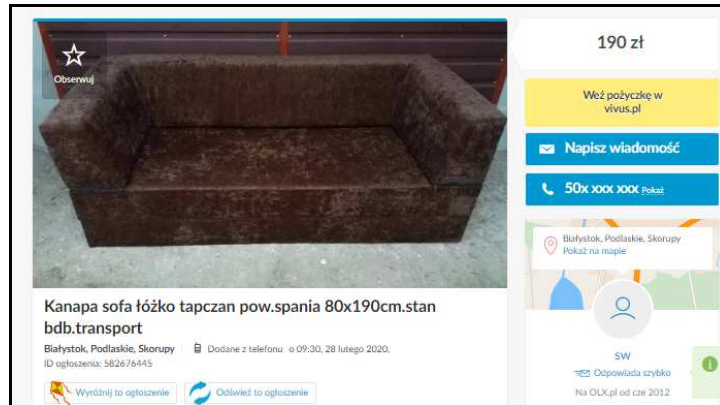 Obserwuj
190 zł
Weź pożyczkę w
vivus.pl
Napisz wiadomość
50x xxx xxx Pokaż
Białystok, Podlaskie, Skorupy
Pokaż na mapie
Kanapa sofa łóżko tapczan pow.spania 80x190cm.stan
bdb.transport
Białystok, Podlaskie, Skorupy Dodane z telefonu o 09:30, 28 lutego 2020,
ID ogłoszenia: 582676445
Wyróżnij to ogłoszenie Odśwież to ogłoszenie
SW
Odpowiada szybko
Na OLX.pl od cze 2012
i